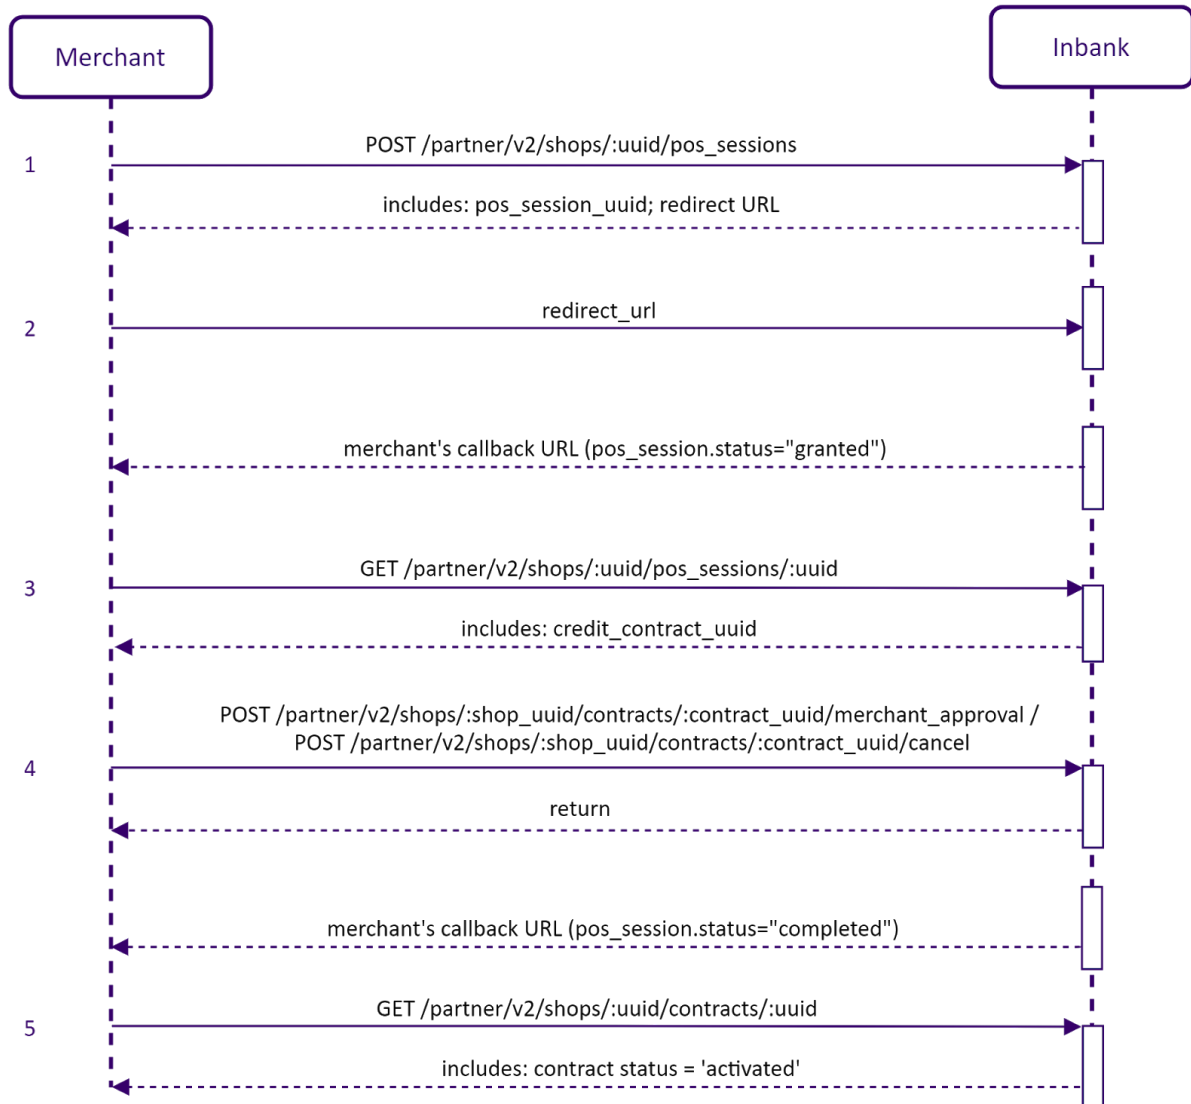 Merchant
Inbank
POST /partner/v2/shops/:uuid/pos_sessions
1
includes: pos_session_uuid; redirect URL
redirect_url
2
merchant's callback URL (pos_session.status="granted")
GET /partner/v2/shops/:uuid/pos_sessions/:uuid
3
includes: credit_contract_uuid
POST /partner/v2/shops/:shop_uuid/contracts/:contract_uuid/merchant_approval /
POST /partner/v2/shops/:shop_uuid/contracts/:contract_uuid/cancel
4
return
merchant's callback URL (pos_session.status="completed")
GET /partner/v2/shops/:uuid/contracts/:uuid
5
includes: contract status = 'activated'